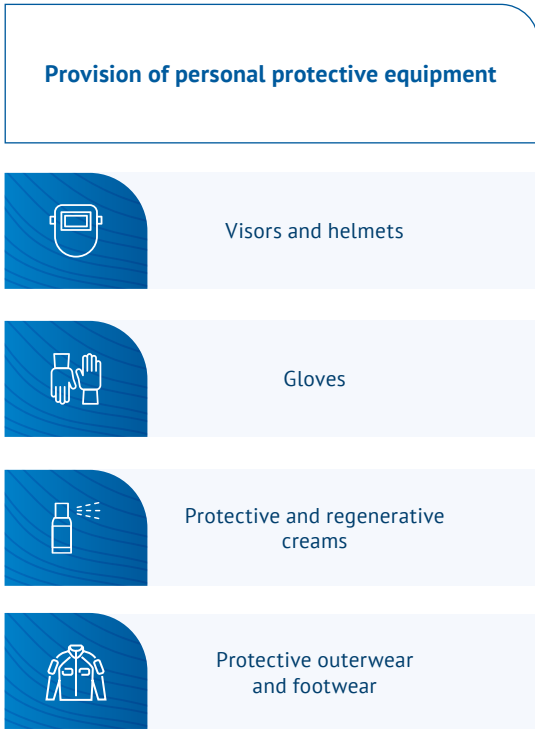 Provision of personal protective equipment
Visors and helmets
Gloves
Protective and regenerative
creams
Protective outerwear
and footwear